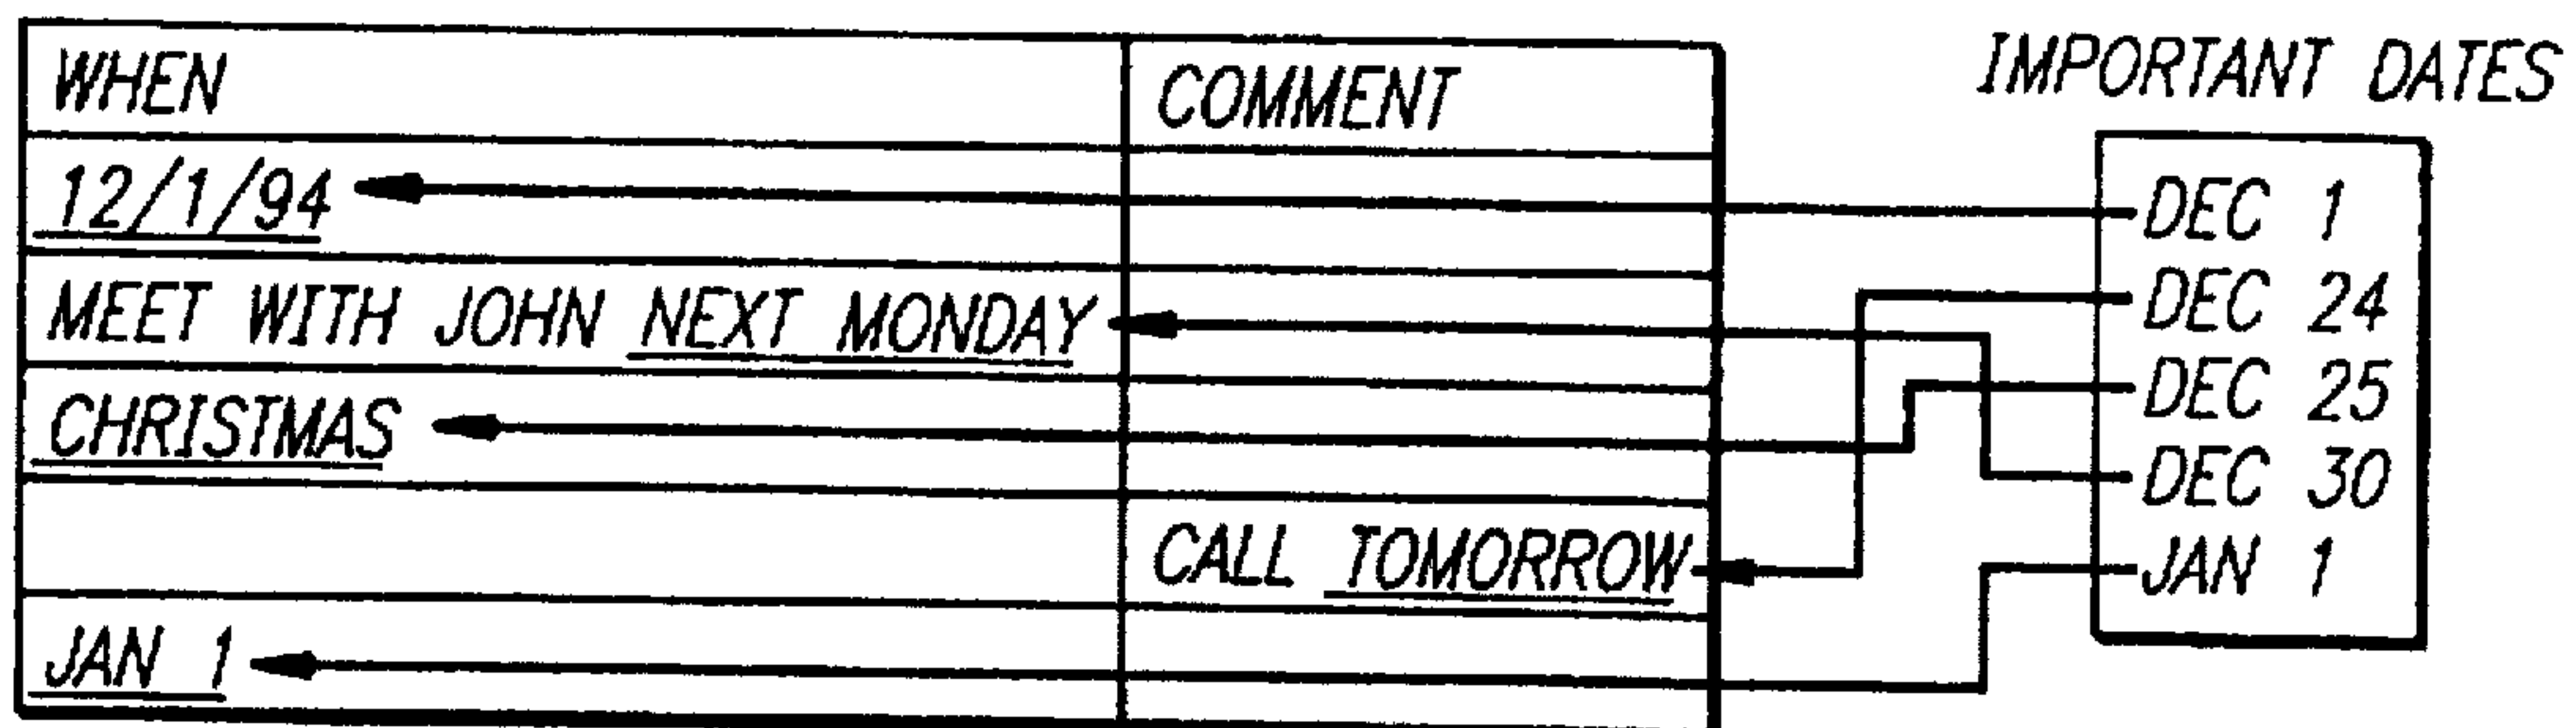 WHEN COMMENT
12/1/94
MEET WITH JOHN NEXT MONDAY
CHRISTMAS
CALL TOMORROW
JAN 1
IMPORTANT DATES
DEC 1
DEC 24
DEC 25
DEC 30
JAN 1